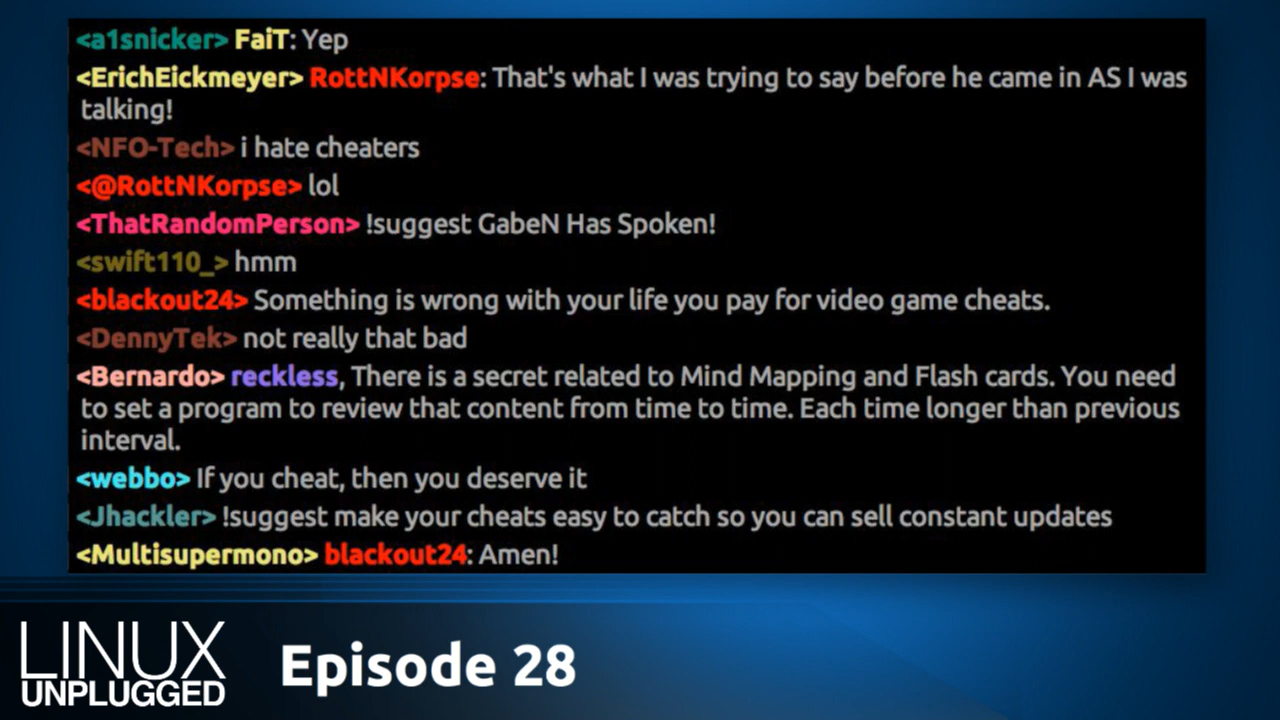 <a1snicker> FaiT: Yep
<ErichEickmeyer> RottNKorpse: That's what I was trying to say before he came in AS I was
talking!
<NFO-Tech> i hate cheaters
<@RottNKorpse> lol
<ThatRandomPerson> !suggest GabeN Has Spoken!
<swift110_> hmm
<blackout24> Something is wrong with your life you pay for video game cheats.
<DennyTek> not really that bad
<Bernardo> reckless, There is a secret related to Mind Mapping and Flash cards. You need
to set a program to review that content from time to time. Each time longer than previous
interval.
<webbo> If you cheat, then you deserve it
<Jhackler> !suggest make your cheats easy to catch so you can sell constant updates
<Multisupermono> blackout24: Amen!
LINUX
UNPLUGGED
Episode 28